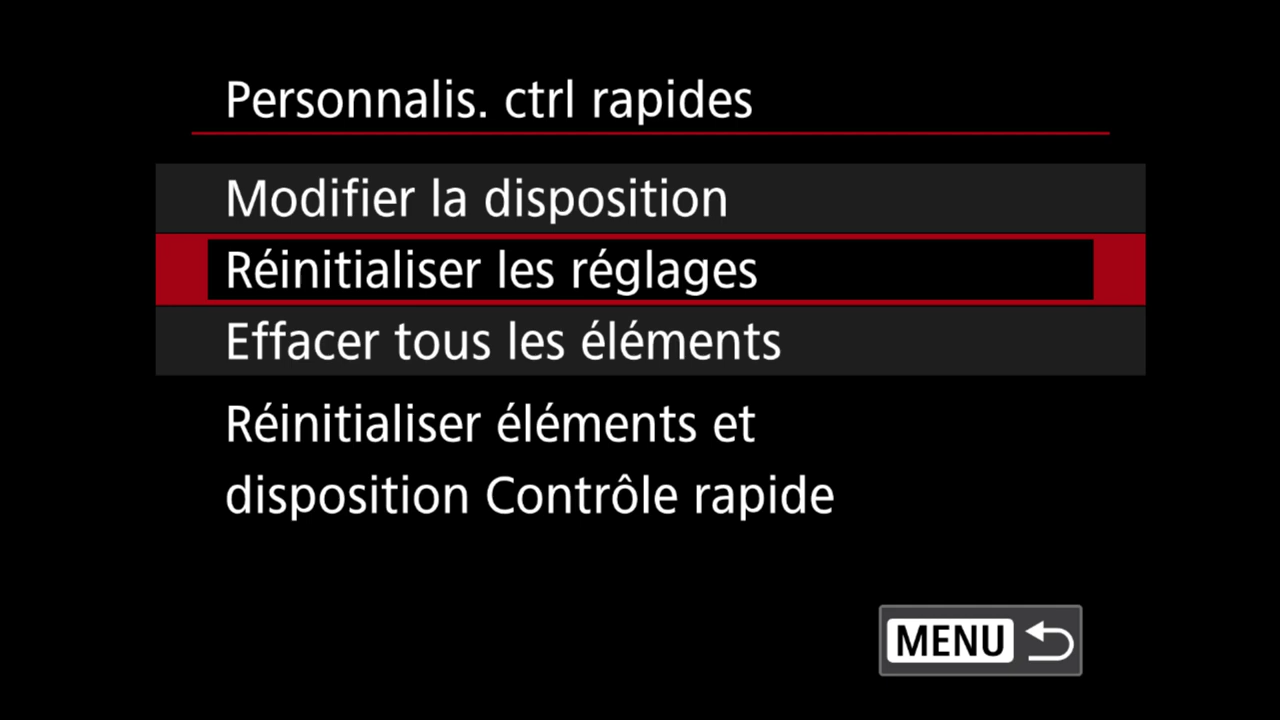 Personnalis. ctrl rapides
Modifier la disposition
Réinitialiser les réglages
Effacer tous les éléments
Réinitialiser éléments et
disposition Contrôle rapide
MENU